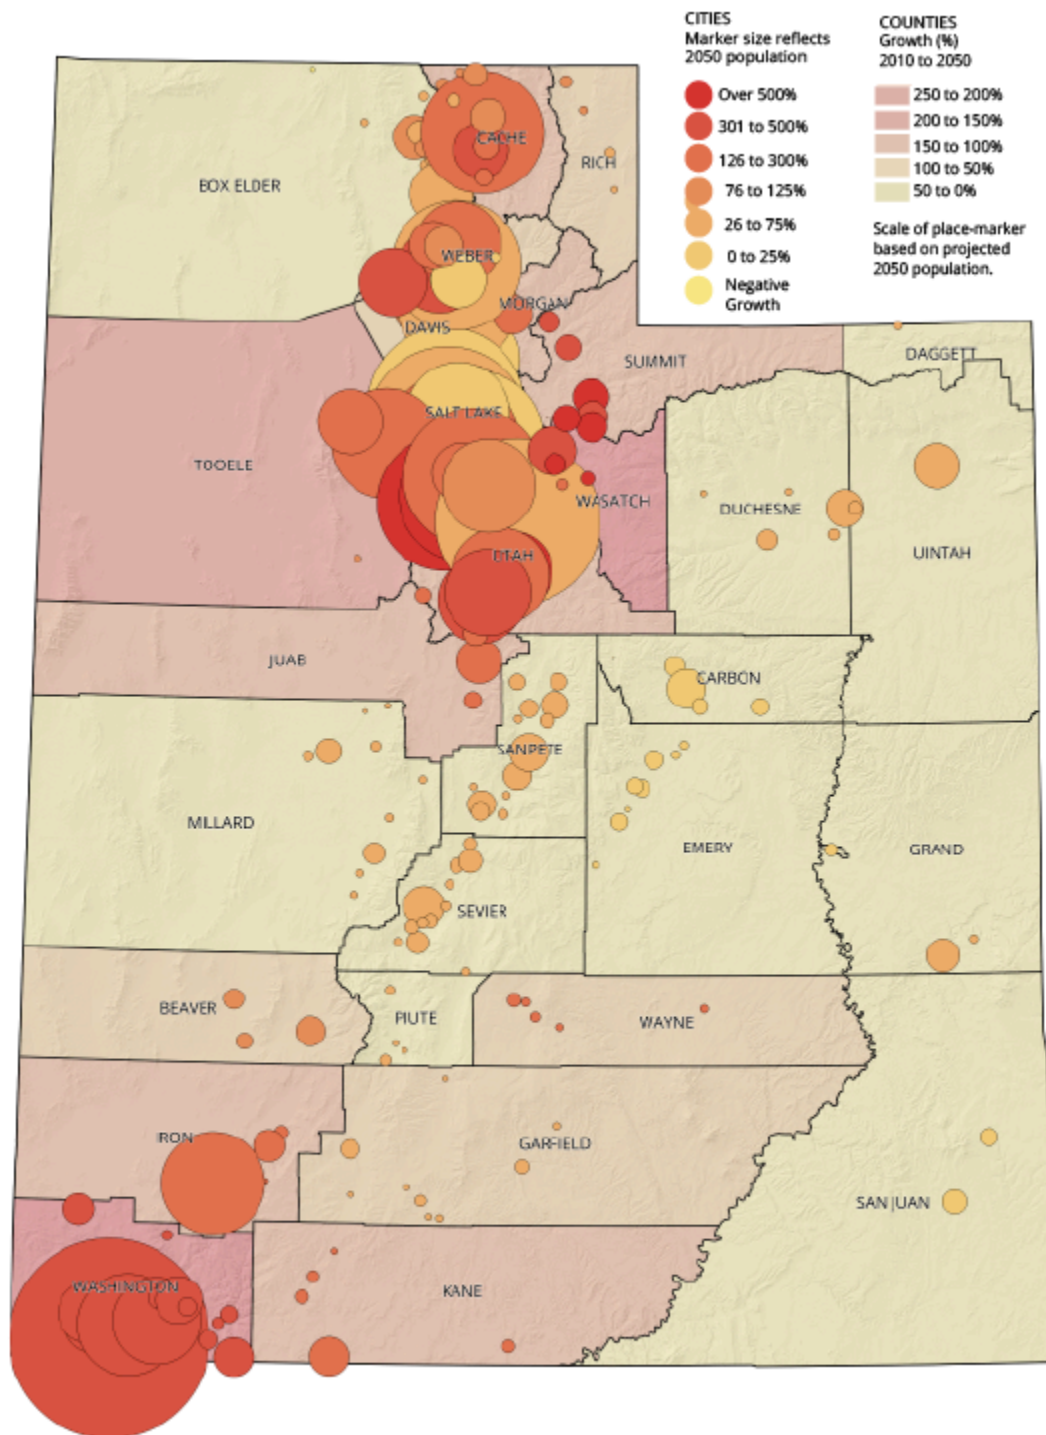 CITIES
Marker size reflects
2050 population
Over 500%
301 to 500%
126 to 300%
76 to 125%
26 to 75%
0 to 25%
Negative
Growth
COUNTIES
Growth (%)
2010 to 2050
250 to 200%
200 to 150%
150 to 100%
100 to 50%
50 to 0%
Scale of place-marker
based on projected
2050 population.
CACHE
RICH
BOX ELDER
WEBER
MORGAN
DAVIS
DAGGETT
SUMMIT
SALT LAKE
TOOELE
WASATCH
DUCHESNE
UTAH
UINTAH
JUAB
CARBON
SANPETE
MILLARD
EMERY
GRAND
SEVIER
BEAVER
PIUTE
WAYNE
IRON
GARFIELD
SAN JUAN
WASHINGTON
KANE